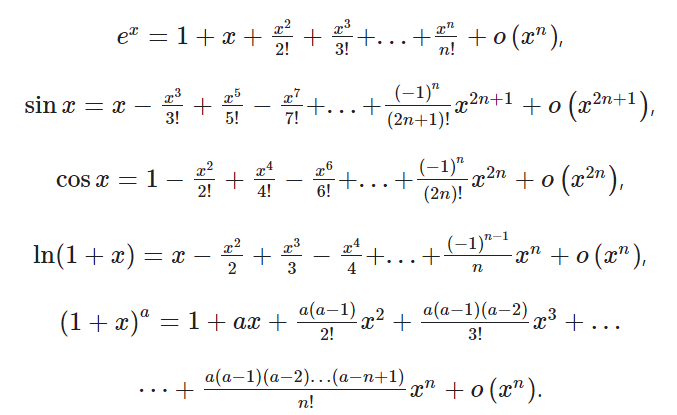 e^x = 1 + x + x^2/2! + x^3/3! + ... + x^n/n! + o(x^n),
sin x = x − x^3/3! + x^5/5! − x^7/7! + ... + (−1)^n/(2n+1)! x^(2n+1) + o(x^(2n+1)),
cos x = 1 − x^2/2! + x^4/4! − x^6/6! + ... + (−1)^n/(2n)! x^(2n) + o(x^(2n)),
ln(1 + x) = x − x^2/2 + x^3/3 − x^4/4 + ... + (−1)^(n−1)/n x^n + o(x^n),
(1 + x)^a = 1 + ax + a(a−1)/2! x^2 + a(a−1)(a−2)/3! x^3 + ...
··· + a(a−1)(a−2)...(a−n+1)/n! x^n + o(x^n).